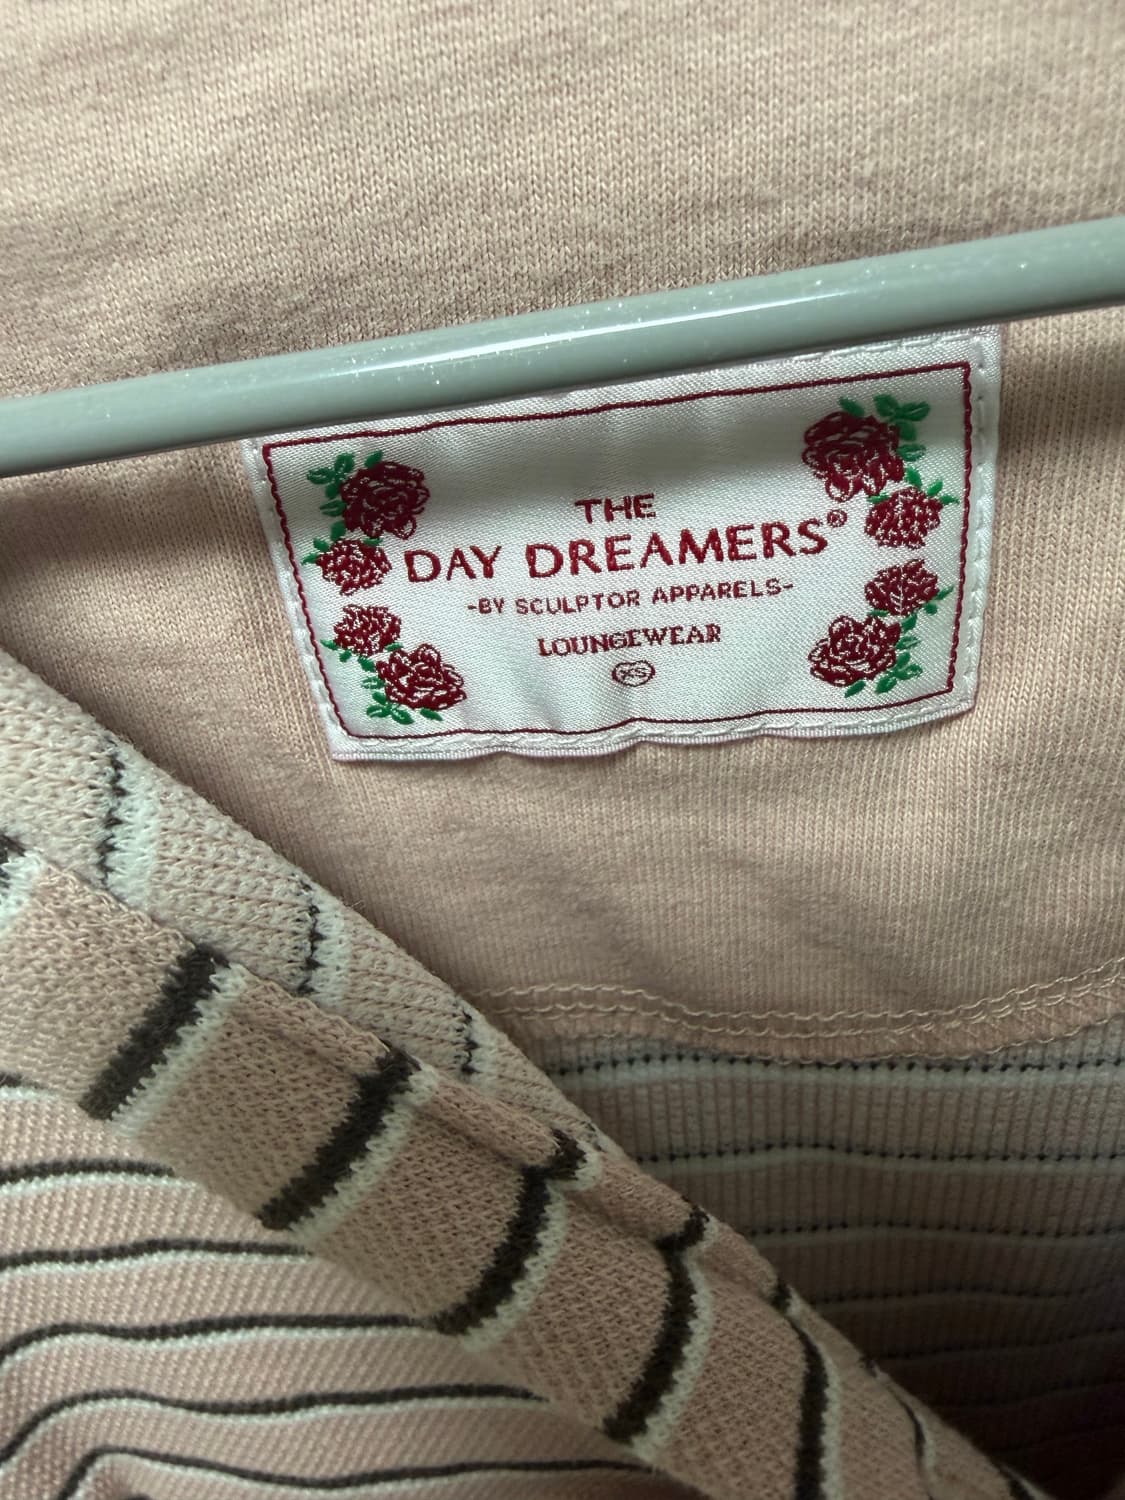 THE
DAY DREAMERS®
-BY SCULPTOR APPARELS-
LOUNGEWEAR
XS